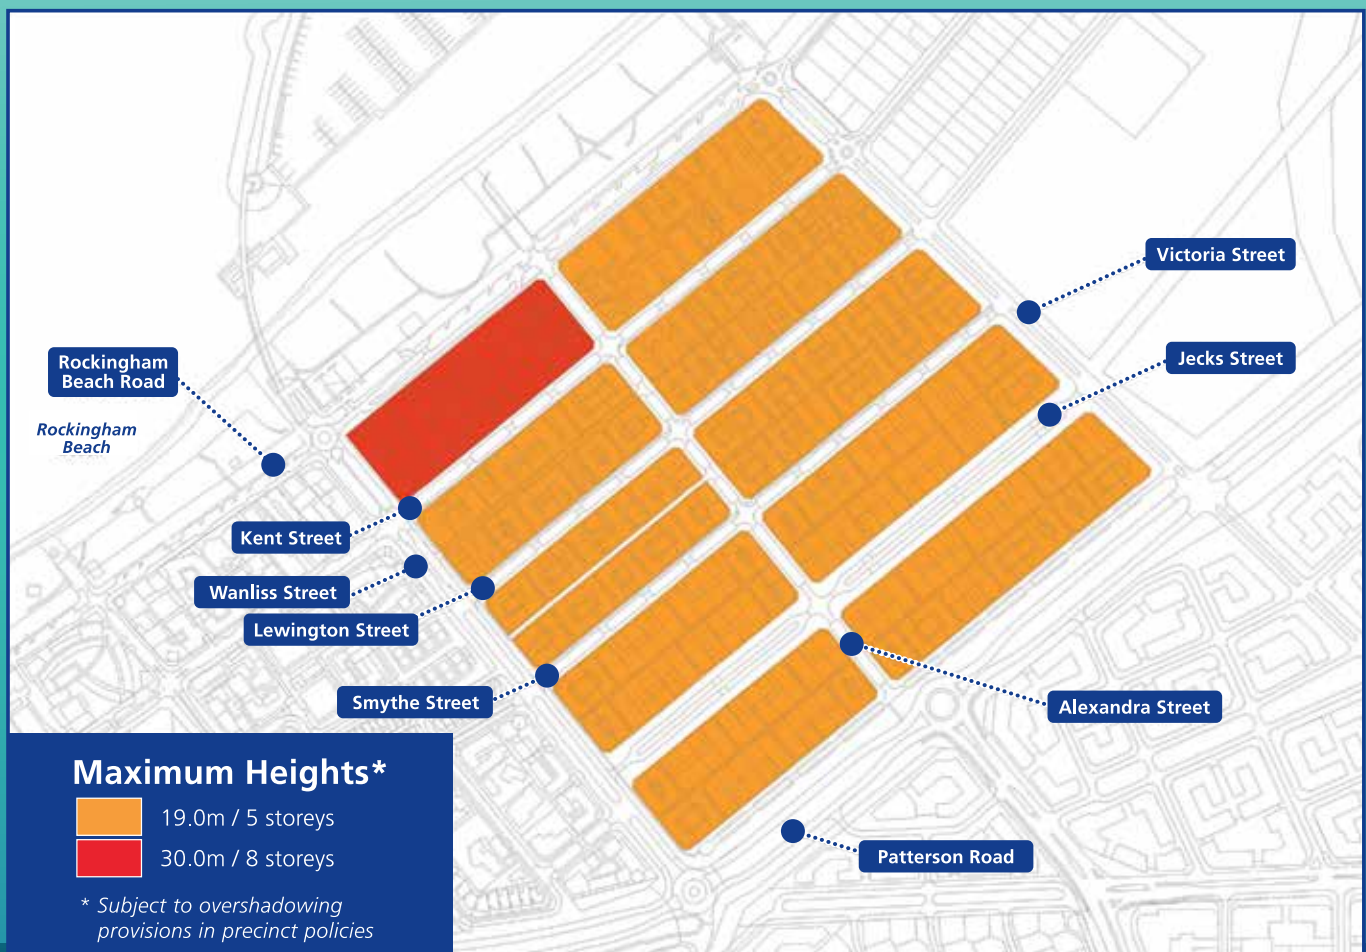 Victoria Street
Jecks Street
Rockingham
Beach Road
Rockingham
Beach
Kent Street
Wanliss Street
Lewington Street
Smythe Street
Alexandra Street
Patterson Road
Maximum Heights*
19.0m / 5 storeys
30.0m / 8 storeys
* Subject to overshadowing
provisions in precinct policies